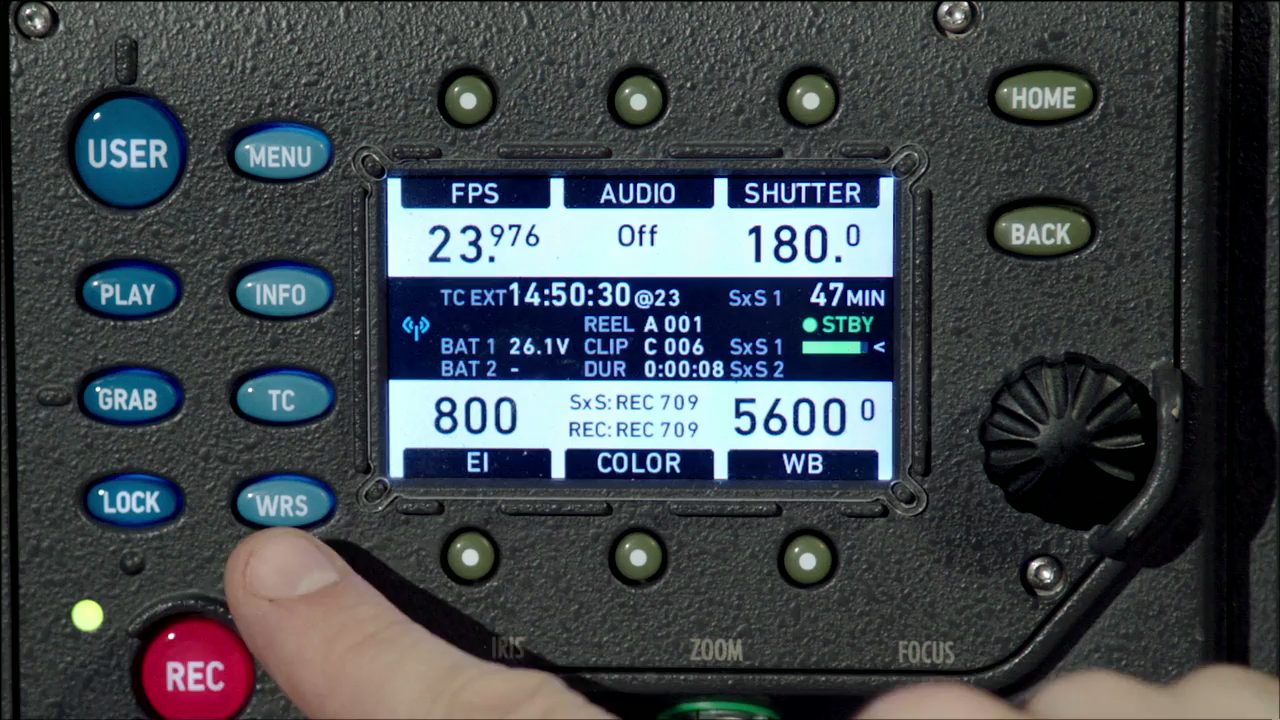 HOME
USER
MENU
FPS AUDIO SHUTTER
23.976 Off 180.0
BACK
PLAY
INFO
TC EXT 14:50:30@23 SxS 1 47MIN
REEL A 001 STBY
BAT 1 26.1V CLIP C 006 SxS 1 <
BAT 2 - DUR 0:00:08 SxS 2
GRAB
TC
800 SxS: REC 709 5600 0
REC: REC 709
EI COLOR WB
LOCK
WRS
IRIS ZOOM FOCUS
REC